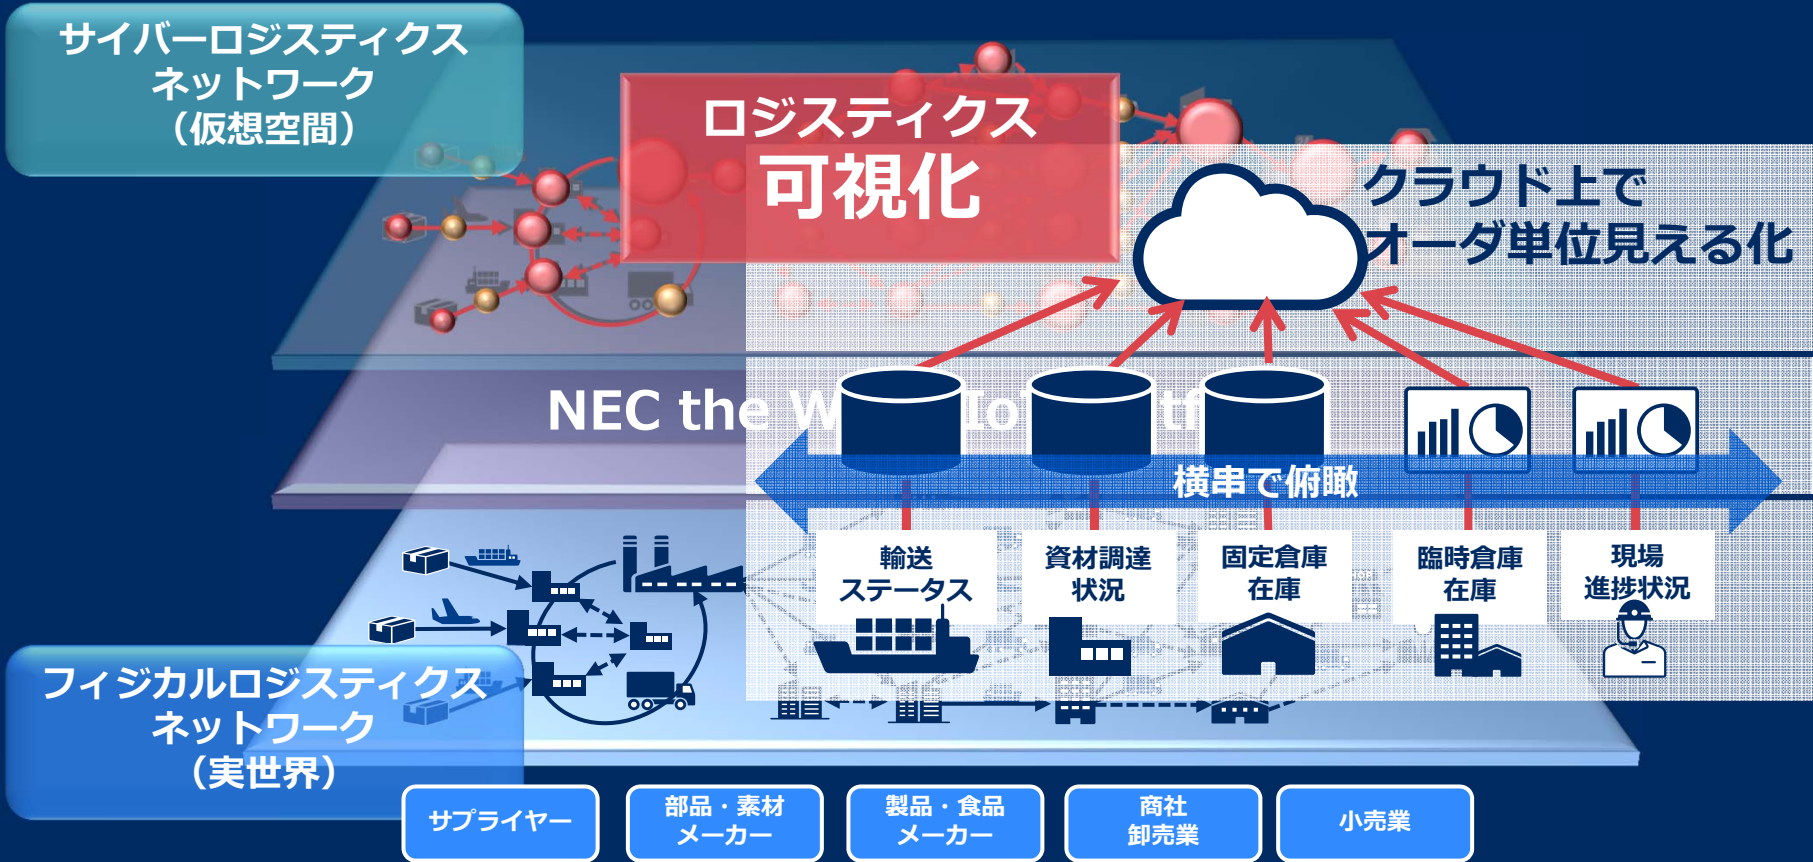 サイバーロジスティクス
ネットワーク
（仮想空間）
ロジスティクス
可視化
クラウド上で
オーダ単位見える化
NEC the
横串で俯瞰
輸送
ステータス
資材調達
状況
固定倉庫
在庫
臨時倉庫
在庫
現場
進捗状況
フィジカルロジスティクス
ネットワーク
（実世界）
サプライヤー
部品・素材
メーカー
製品・食品
メーカー
商社
卸売業
小売業